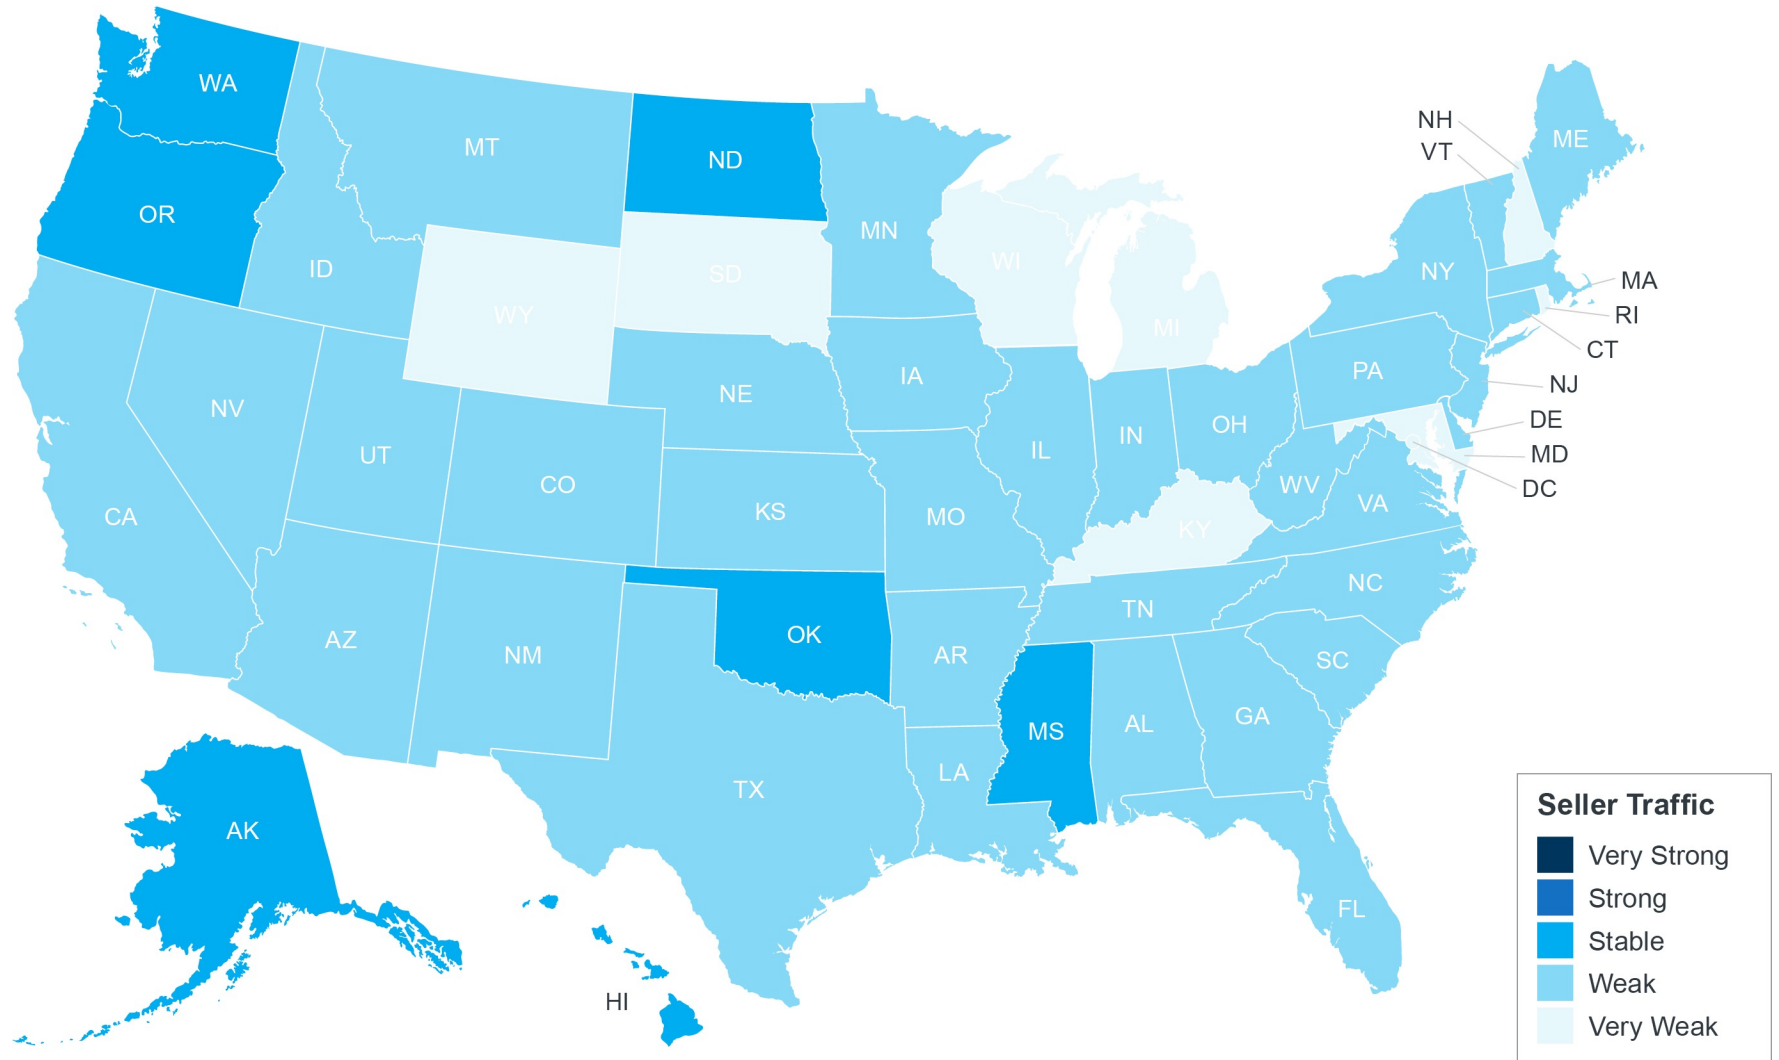 WA
MT
ND
OR
ID
MN
SD
WI
WY
MI
NH
VT
ME
NY
MA
RI
CT
NJ
DE
MD
DC
PA
IA
NE
NV
UT
CO
IL
IN
OH
WV
VA
CA
KS
MO
KY
NC
TN
AZ
NM
OK
AR
SC
MS
AL
GA
LA
TX
AK
HI
FL
Seller Traffic
Very Strong
Strong
Stable
Weak
Very Weak